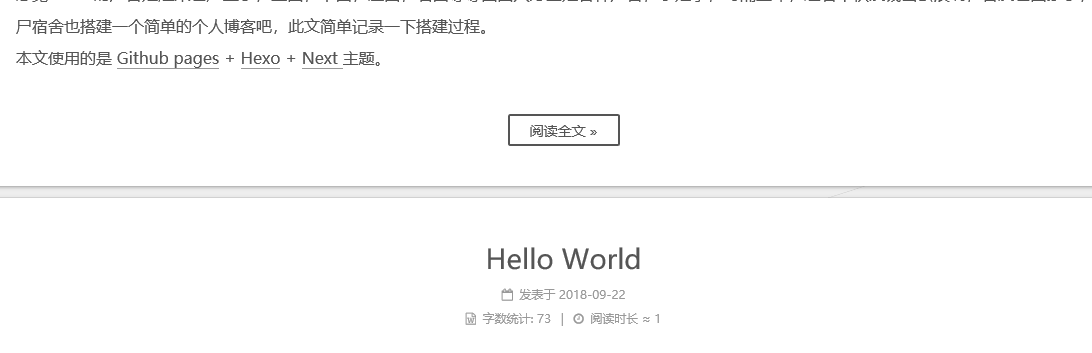 尸宿舍也搭建一个简单的个人博客吧，此文简单记录一下搭建过程。
本文使用的是 Github pages + Hexo + Next 主题。
阅读全文 »
Hello World
发表于 2018-09-22
字数统计: 73 | 阅读时长 ≈ 1